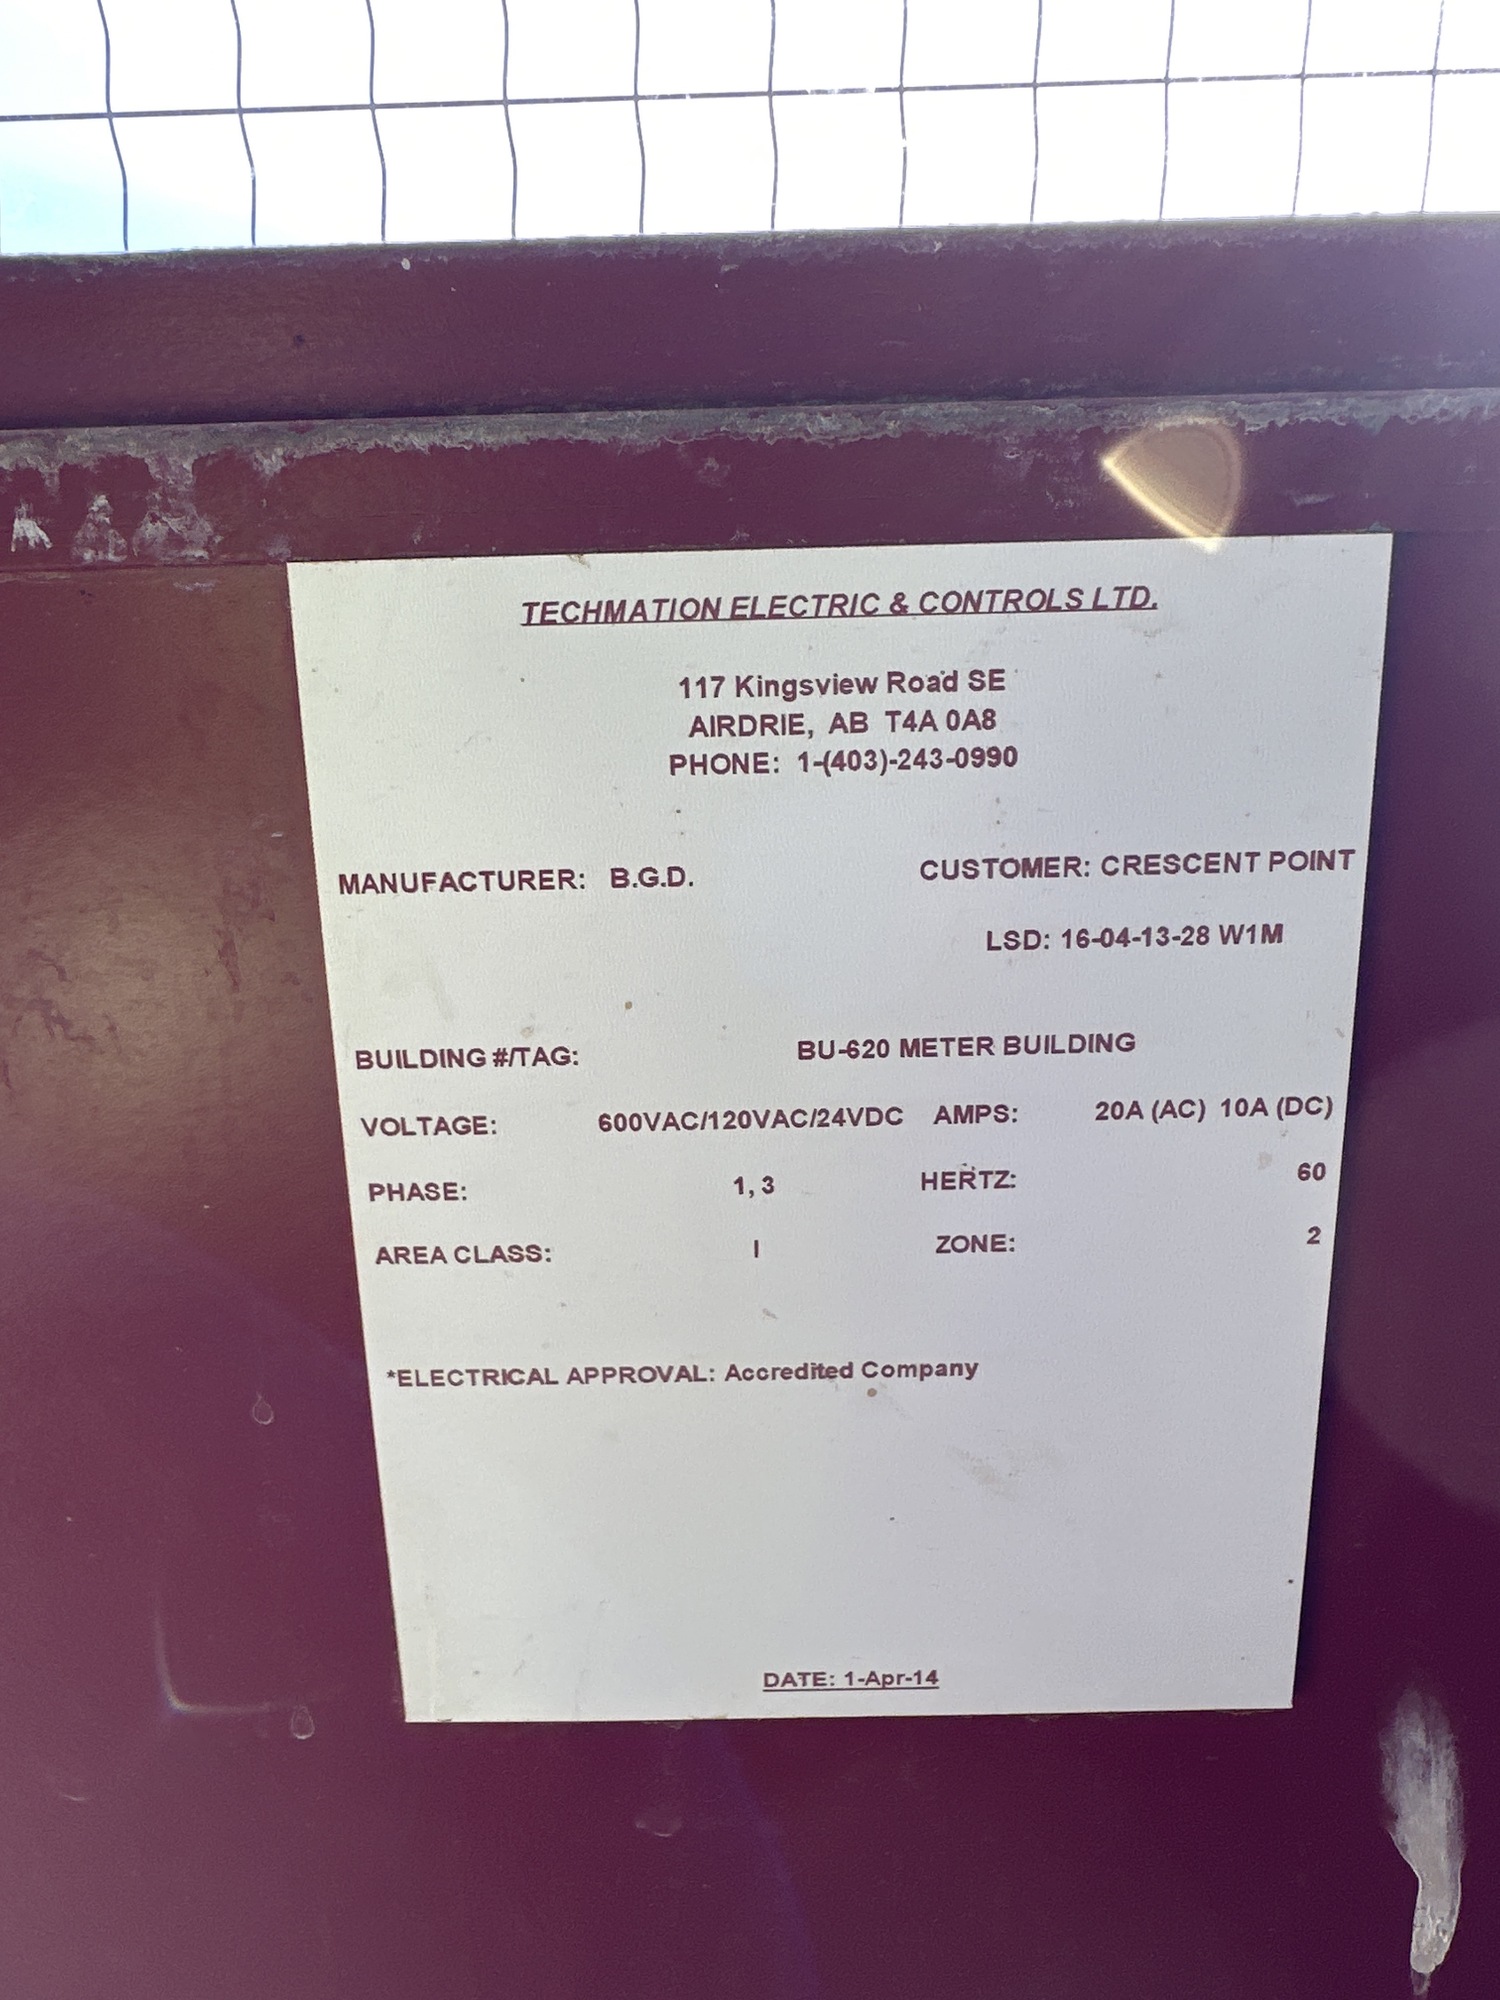 TECHMATION ELECTRIC & CONTROLS LTD.
117 Kingsview Road SE
AIRDRIE, AB T4A 0A8
PHONE: 1-(403)-243-0990
MANUFACTURER: B.G.D. CUSTOMER: CRESCENT POINT
LSD: 16-04-13-28 W1M
BUILDING #/TAG: BU-620 METER BUILDING
VOLTAGE: 600VAC/120VAC/24VDC AMPS: 20A (AC) 10A (DC)
PHASE: 1, 3 HERTZ: 60
AREA CLASS: I ZONE: 2
*ELECTRICAL APPROVAL: Accredited Company
DATE: 1-Apr-14